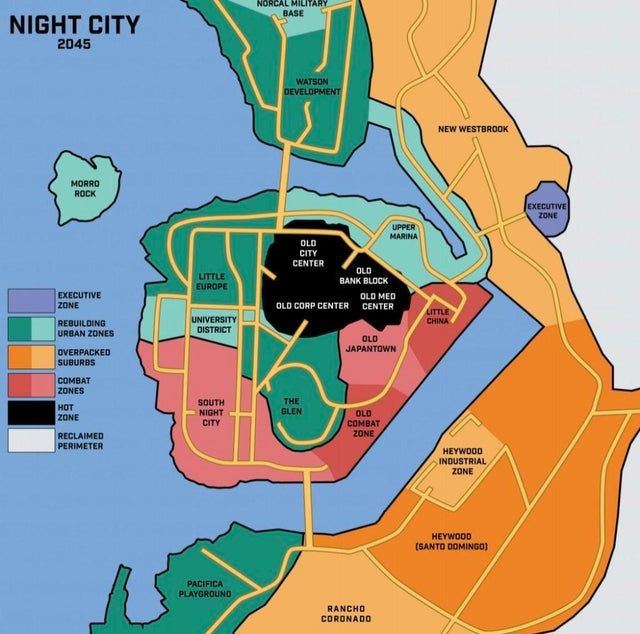 NORCAL MILITARY
BASE
NIGHT CITY
2045
WATSON
DEVELOPMENT
NEW WESTBROOK
MORRO
ROCK
EXECUTIVE
ZONE
UPPER
MARINA
OLD
CITY
CENTER
OLD
BANK BLOCK
LITTLE
EUROPE
OLD CORP CENTER
OLD MED
CENTER
LITTLE
CHINA
UNIVERSITY
DISTRICT
OLD
JAPANTOWN
EXECUTIVE
ZONE
REBUILDING
URBAN ZONES
OVERPACKED
SUBURBS
COMBAT
ZONES
HOT
ZONE
RECLAIMED
PERIMETER
SOUTH
NIGHT
CITY
THE
GLEN
OLD
COMBAT
ZONE
HEYWOOD
INDUSTRIAL
ZONE
HEYWOOD
(SANTO DOMINGO)
PACIFICA
PLAYGROUND
RANCHO
CORONADO